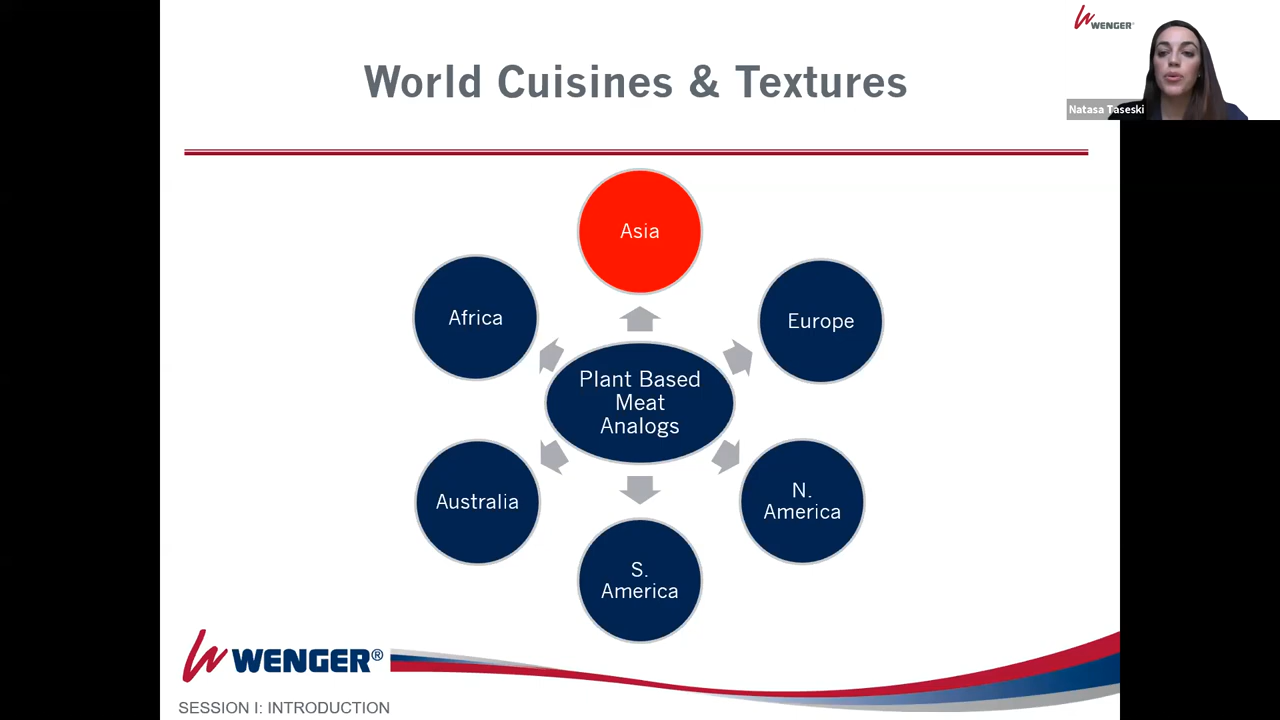 WENGER®
Natasa Taseski
World Cuisines & Textures
Asia
Africa
Europe
Plant Based
Meat
Analogs
Australia
N.
America
S.
America
WENGER®
SESSION I: INTRODUCTION